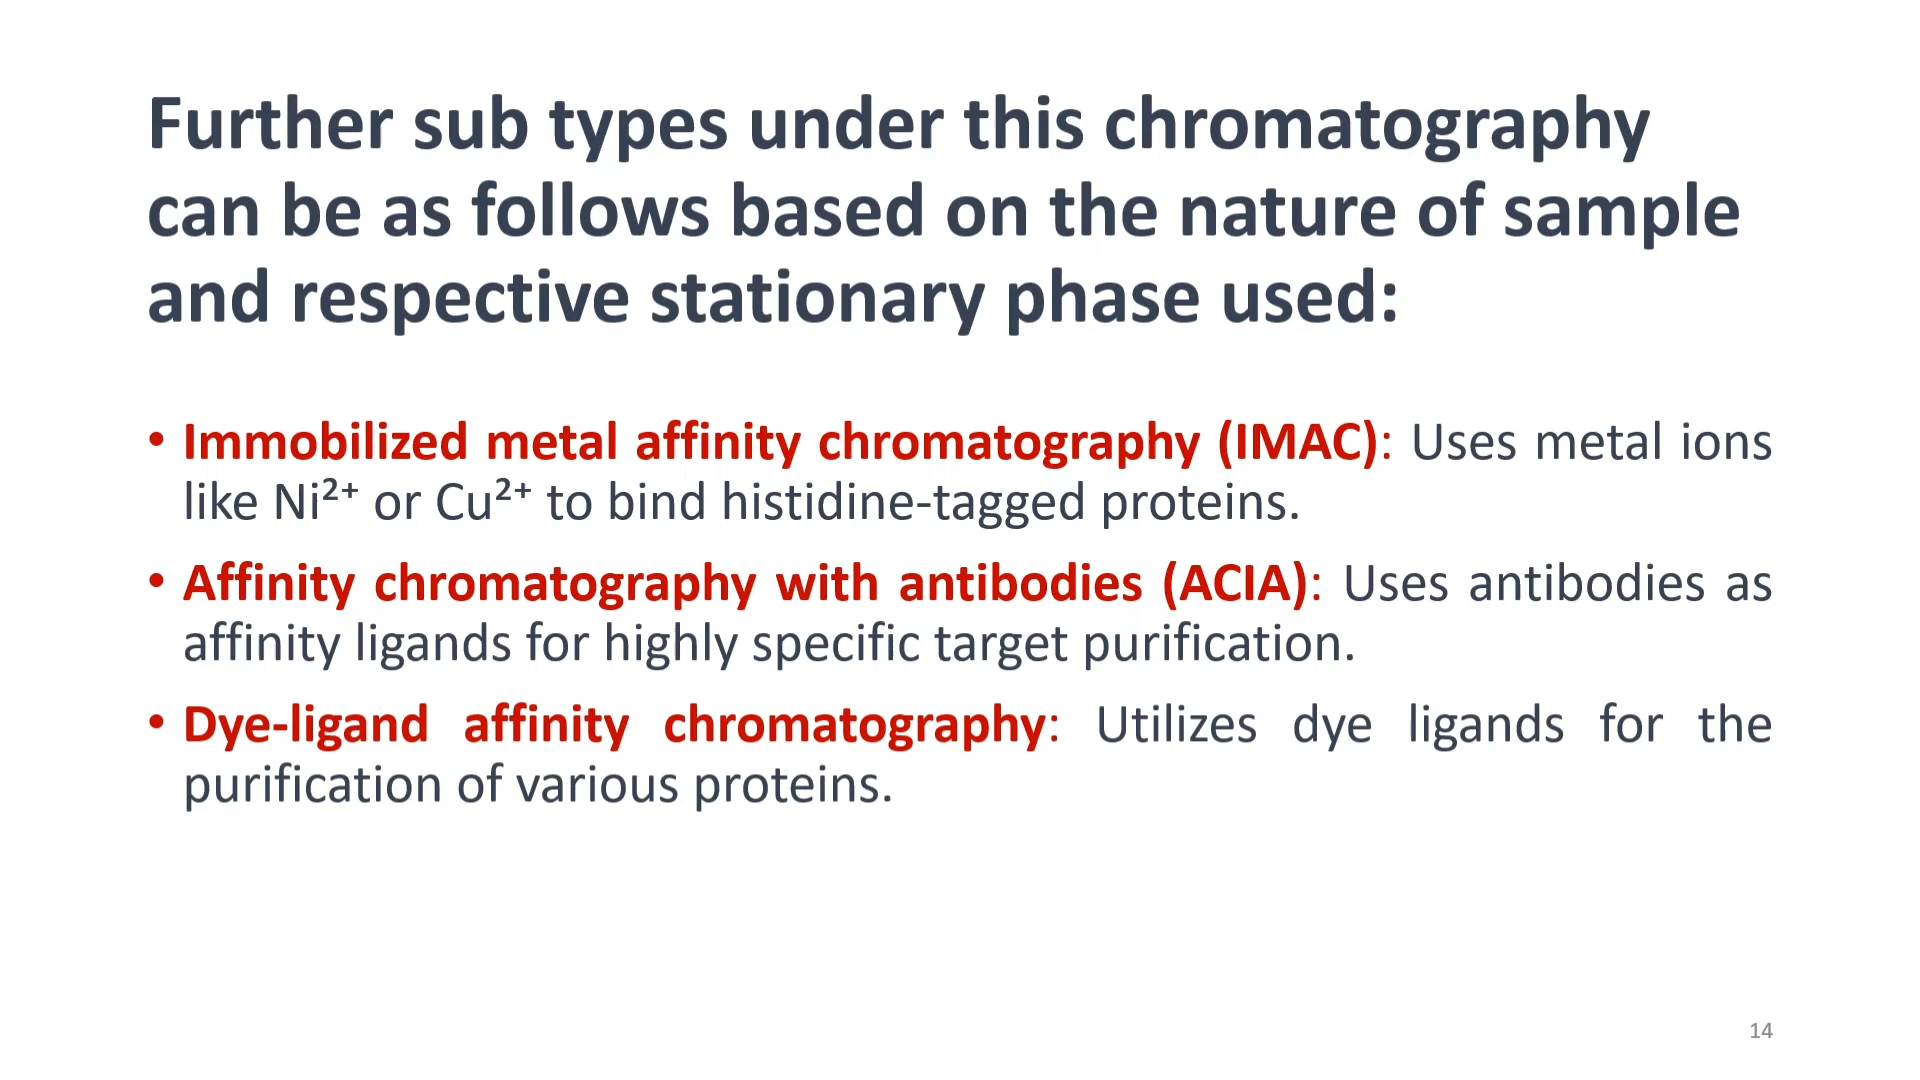 Further sub types under this chromatography
can be as follows based on the nature of sample
and respective stationary phase used:
• Immobilized metal affinity chromatography (IMAC): Uses metal ions
like Ni²⁺ or Cu²⁺ to bind histidine-tagged proteins.
• Affinity chromatography with antibodies (ACIA): Uses antibodies as
affinity ligands for highly specific target purification.
• Dye-ligand affinity chromatography: Utilizes dye ligands for the
purification of various proteins.
14